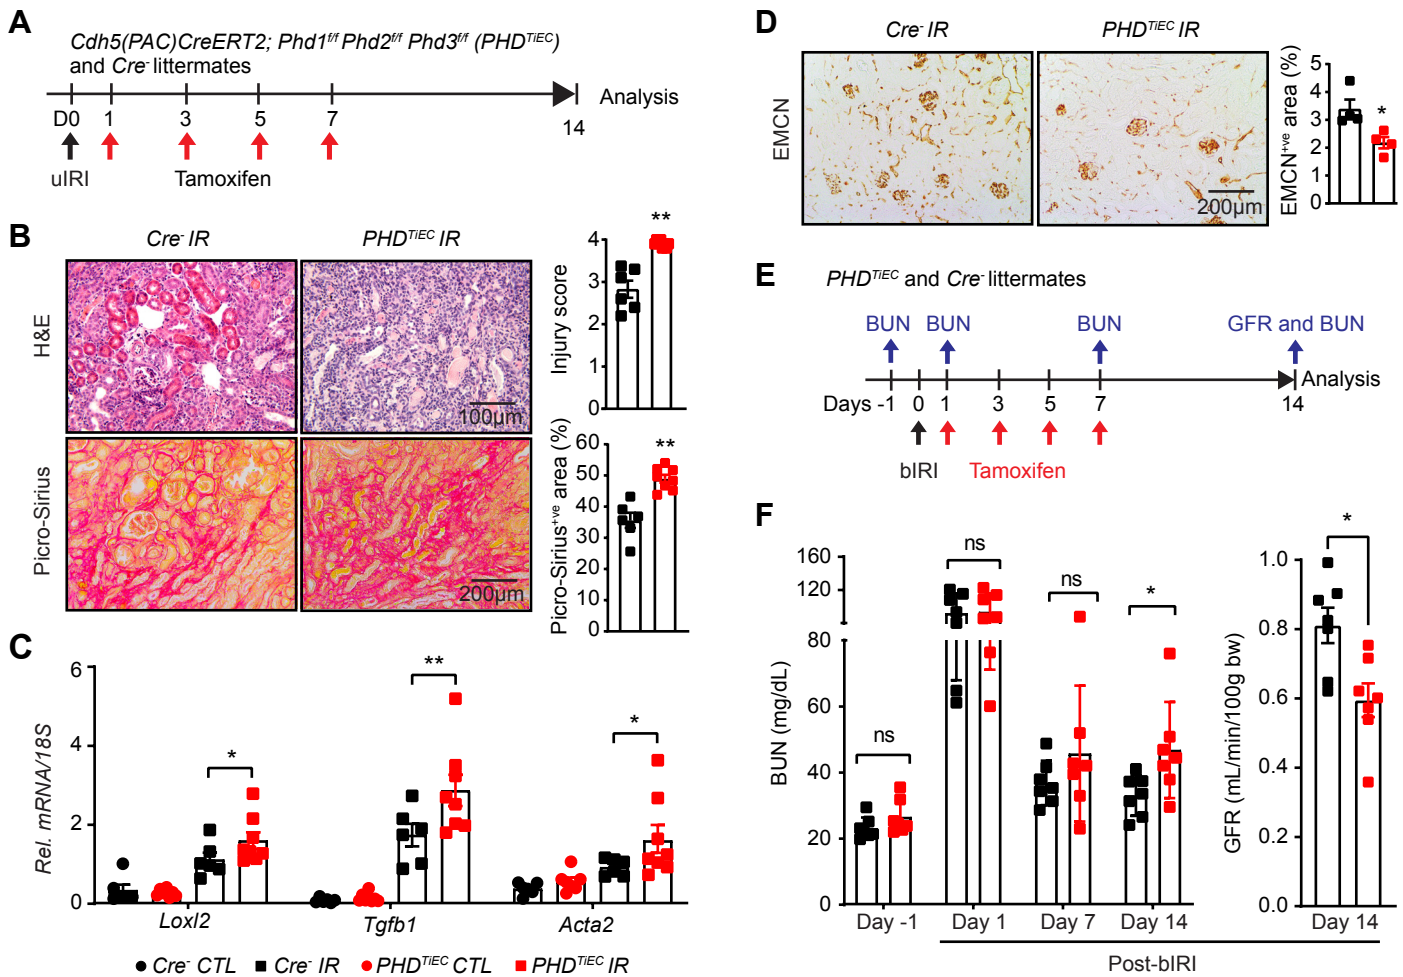 A
Cdh5(PAC)CreERT2; Phd1f/f Phd2f/f Phd3f/f (PHDTiEC)
and Cre- littermates
D0 1 3 5 7 14 Analysis
uIRI Tamoxifen
B
Cre- IR PHDTiEC IR
H&E
100µm
Injury score
4
3
2
1
0
**
Picro-Sirius
200µm
Picro-Sirius+ve area (%)
60
50
40
30
20
10
0
**
C
Rel. mRNA/18S
6
4
2
0
*
**
*
Loxl2 Tgfb1 Acta2
Cre- CTL Cre- IR PHDTiEC CTL PHDTiEC IR
D
Cre- IR PHDTiEC IR
EMCN
200µm
EMCN+ve area (%)
5
4
3
2
1
0
*
E
PHDTiEC and Cre- littermates
BUN BUN BUN GFR and BUN
Analysis
Days -1 0 1 3 5 7 14
bIRI Tamoxifen
F
BUN (mg/dL)
160
120
80
60
40
20
0
ns
ns
ns
*
Day -1 Day 1 Day 7 Day 14
GFR (mL/min/100g bw)
1.0
0.8
0.6
0.4
0.2
0.0
*
Day 14
Post-bIRI